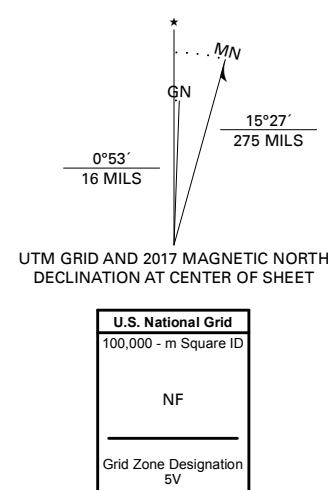 ★
MN
GN
15°27´
275 MILS
0°53´
16 MILS
UTM GRID AND 2017 MAGNETIC NORTH
DECLINATION AT CENTER OF SHEET
U.S. National Grid
100,000 - m Square ID
NF
Grid Zone Designation
5V